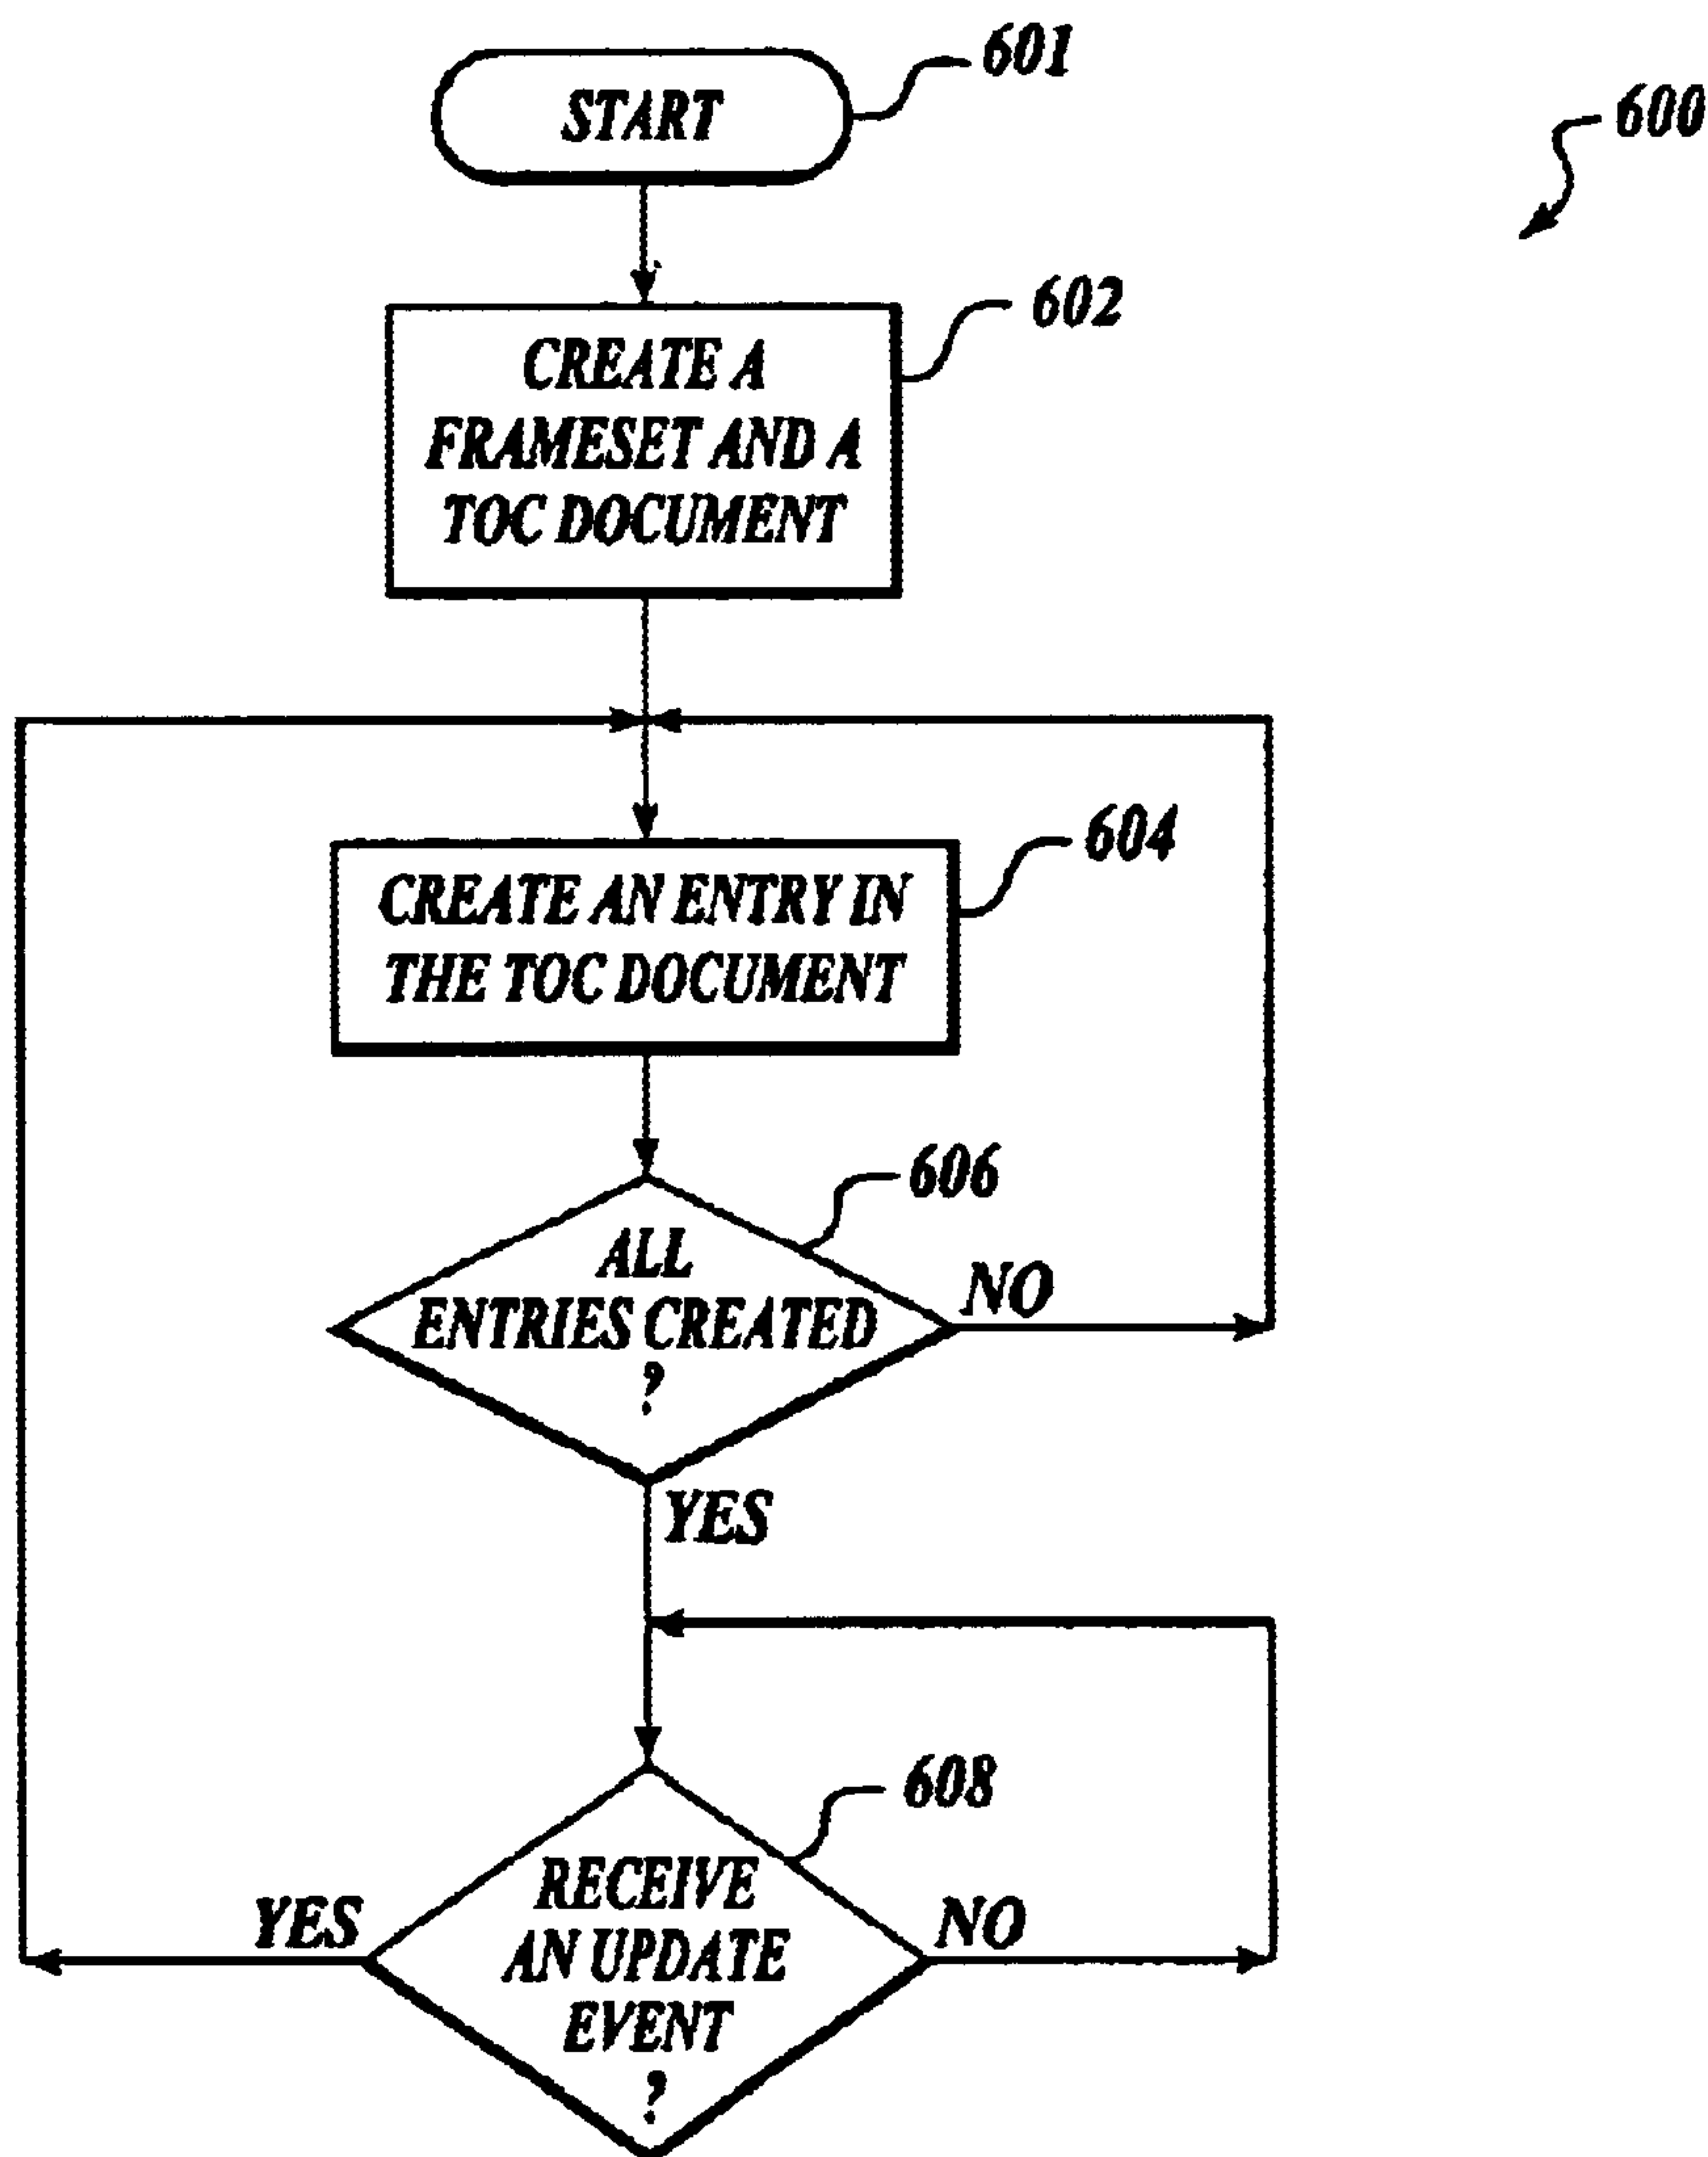 601
START
600
602
CREATE A
FRAMESET AND A
TOC DOCUMENT
604
CREATE AN ENTRY IN
THE TOC DOCUMENT
606
ALL
ENTRIES CREATED
?
NO
YES
608
RECEIVE
AN UPDATE
EVENT
?
YES
NO